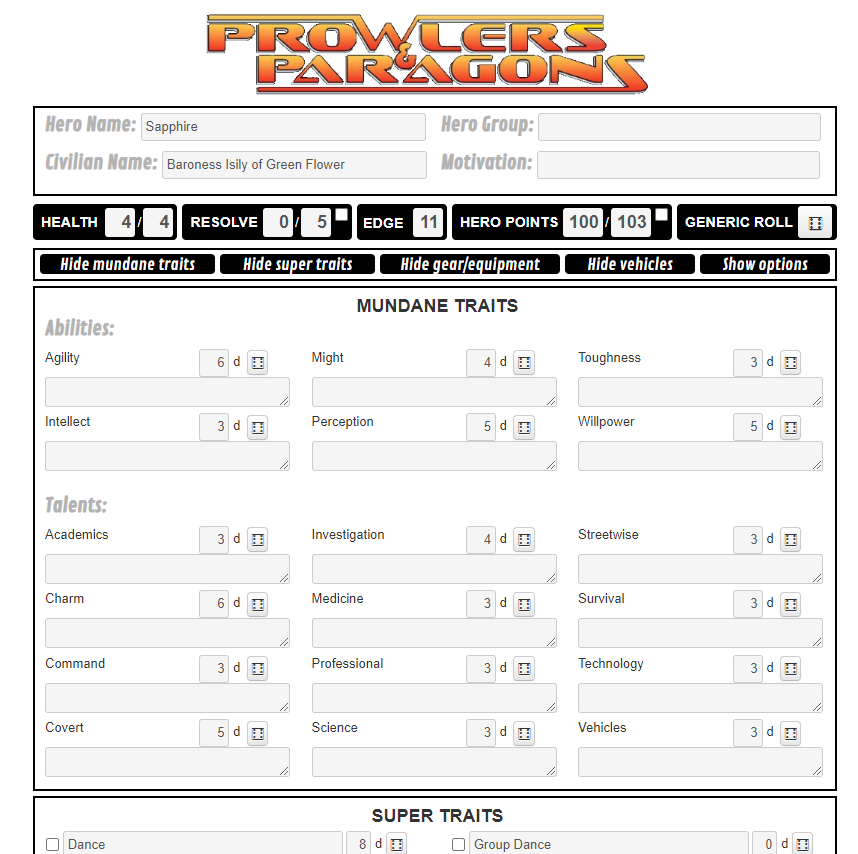 PROWLERS
&
PARAGONS
Hero Name: Sapphire Hero Group:
Civilian Name: Baroness Isily of Green Flower Motivation:
HEALTH 4 / 4 RESOLVE 0 / 5 EDGE 11 HERO POINTS 100 / 103 GENERIC ROLL
Hide mundane traits Hide super traits Hide gear/equipment Hide vehicles Show options
MUNDANE TRAITS
Abilities:
Agility 6 d Might 4 d Toughness 3 d
Intellect 3 d Perception 5 d Willpower 5 d
Talents:
Academics 3 d Investigation 4 d Streetwise 3 d
Charm 6 d Medicine 3 d Survival 3 d
Command 3 d Professional 3 d Technology 3 d
Covert 5 d Science 3 d Vehicles 3 d
SUPER TRAITS
Dance 8 d Group Dance 0 d